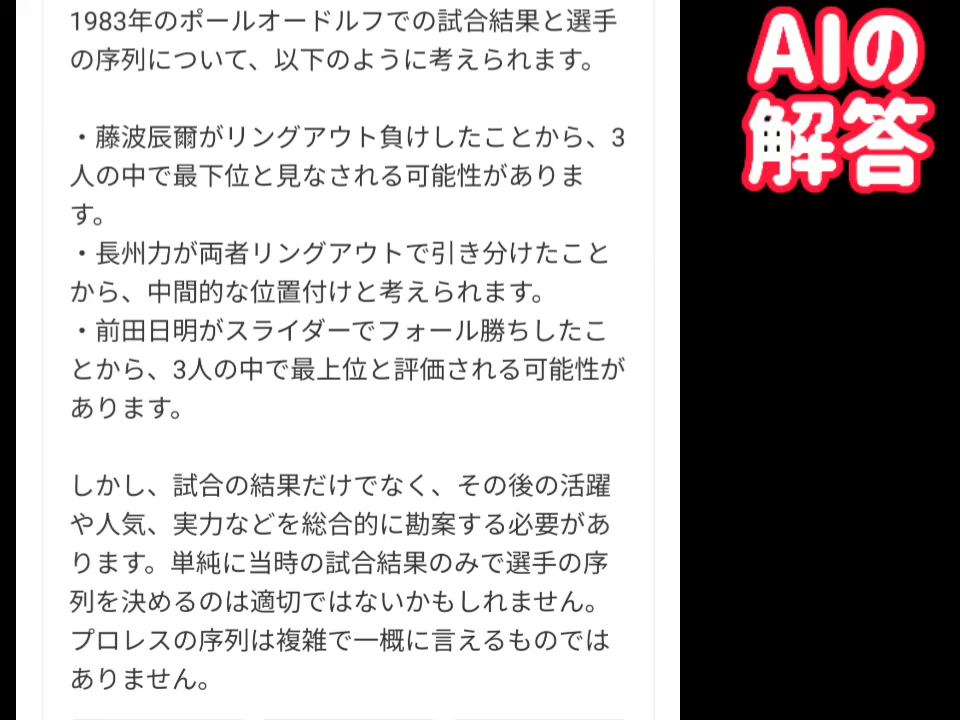 1983年のポールオードルフでの試合結果と選手
の序列について、以下のように考えられます。
・藤波辰爾がリングアウト負けしたことから、3
人の中で最下位と見なされる可能性がありま
す。
・長州力が両者リングアウトで引き分けたこと
から、中間的な位置付けと考えられます。
・前田日明がスライダーでフォール勝ちしたこ
とから、3人の中で最上位と評価される可能性が
あります。
しかし、試合の結果だけでなく、その後の活躍
や人気、実力などを総合的に勘案する必要があ
ります。単純に当時の試合結果のみで選手の序
列を決めるのは適切ではないかもしれません。
プロレスの序列は複雑で一概に言えるものでは
ありません。
AIの
解答